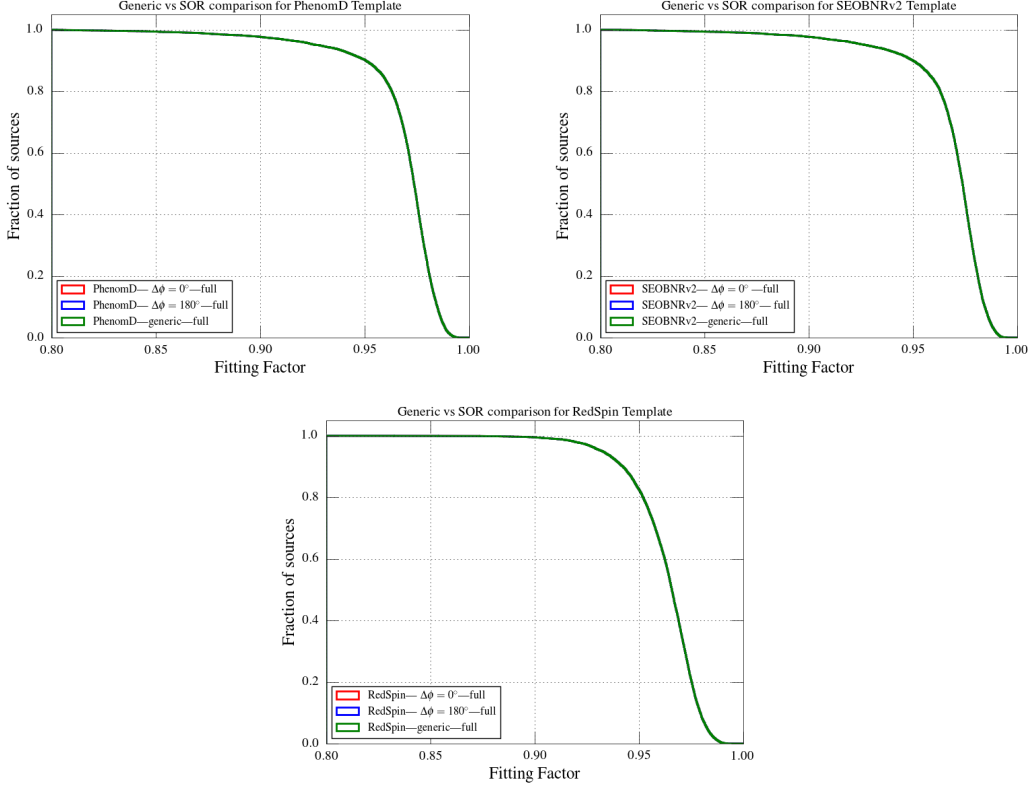 Generic vs SOR comparison for PhenomD Template
1.0
0.8
0.6
0.4
0.2
0.0
Fraction of sources
PhenomD— Δϕ = 0°—full
PhenomD— Δϕ = 180°—full
PhenomD—generic—full
0.80 0.85 0.90 0.95 1.00
Fitting Factor
Generic vs SOR comparison for SEOBNRv2 Template
1.0
0.8
0.6
0.4
0.2
0.0
Fraction of sources
SEOBNRv2— Δϕ = 0° —full
SEOBNRv2— Δϕ = 180°— full
SEOBNRv2—generic—full
0.80 0.85 0.90 0.95 1.00
Fitting Factor
Generic vs SOR comparison for RedSpin Template
1.0
0.8
0.6
0.4
0.2
0.0
Fraction of sources
RedSpin— Δϕ = 0°—full
RedSpin— Δϕ = 180°—full
RedSpin—generic—full
0.80 0.85 0.90 0.95 1.00
Fitting Factor